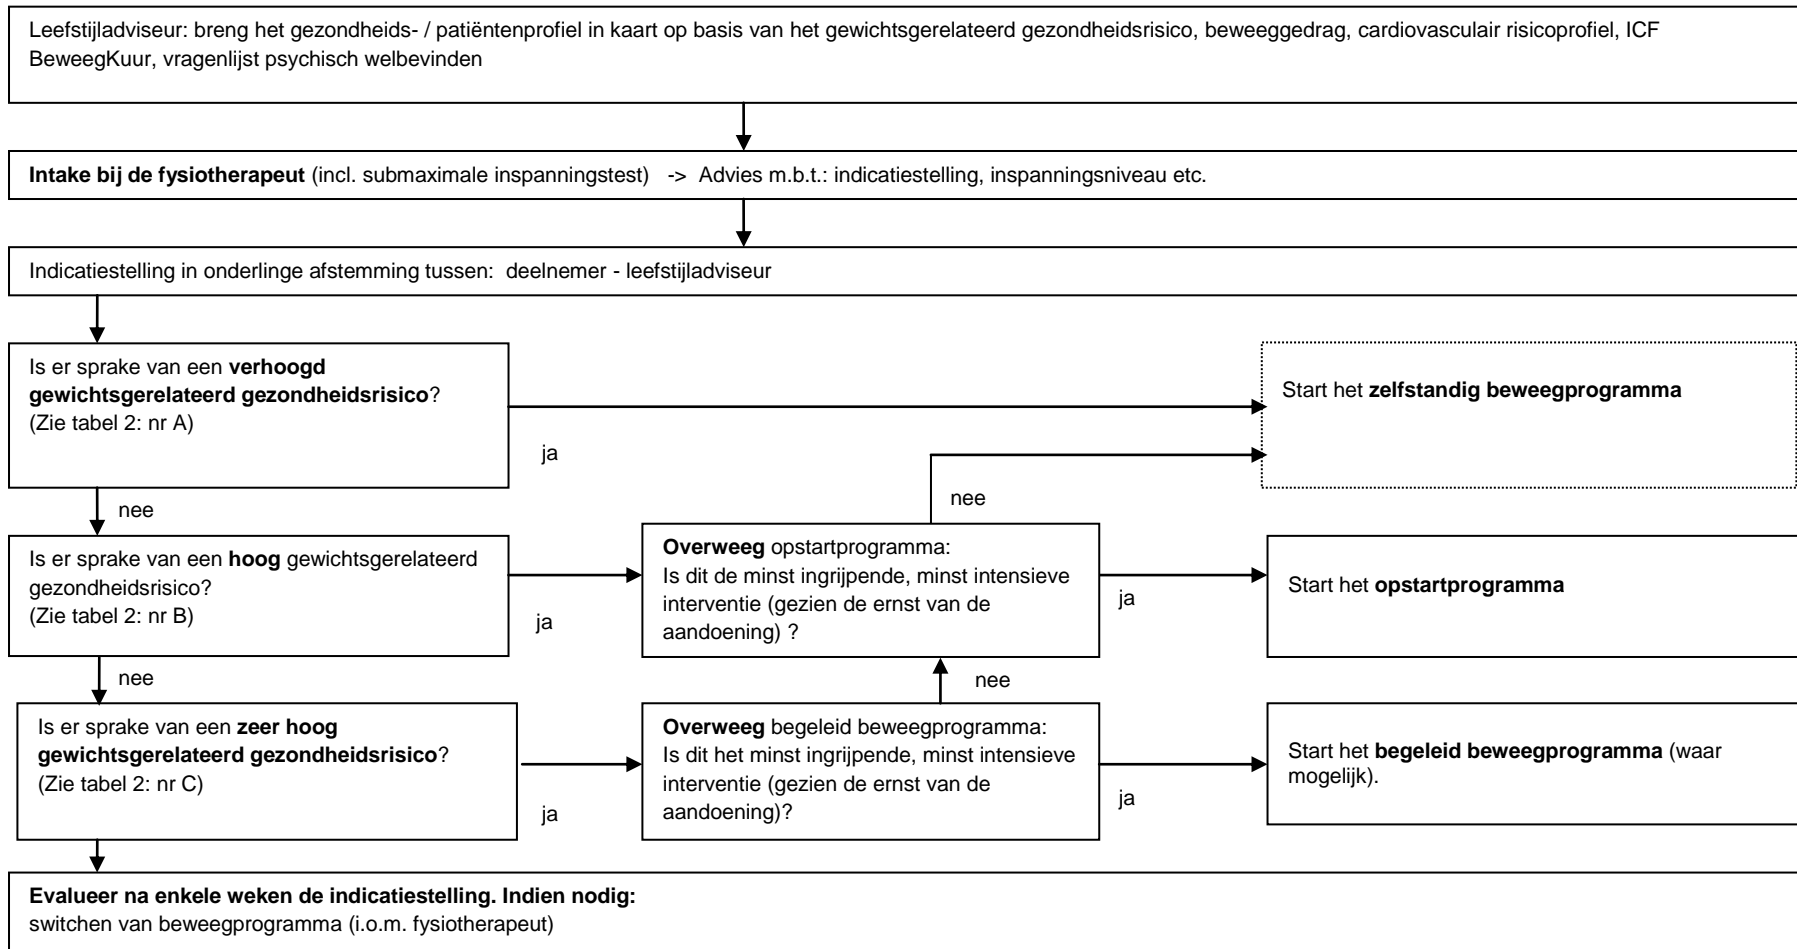 Leefstijladviseur: breng het gezondheids- / patiëntenprofiel in kaart op basis van het gewichtsgerelateerd gezondheidsrisico, beweeggedrag, cardiovasculair risicoprofiel, ICF
BeweegKuur, vragenlijst psychisch welbevinden
Intake bij de fysiotherapeut (incl. submaximale inspanningstest) -> Advies m.b.t.: indicatiestelling, inspanningsniveau etc.
Indicatiestelling in onderlinge afstemming tussen: deelnemer - leefstijladviseur
Is er sprake van een verhoogd
gewichtsgerelateerd gezondheidsrisico?
(Zie tabel 2: nr A)
ja
Start het zelfstandig beweegprogramma
nee
nee
Is er sprake van een hoog gewichtsgerelateerd
gezondheidsrisico?
(Zie tabel 2: nr B)
ja
Overweeg opstartprogramma:
Is dit de minst ingrijpende, minst intensieve
interventie (gezien de ernst van de
aandoening) ?
ja
Start het opstartprogramma
nee
nee
Is er sprake van een zeer hoog
gewichtsgerelateerd gezondheidsrisico?
(Zie tabel 2: nr C)
ja
Overweeg begeleid beweegprogramma:
Is dit het minst ingrijpende, minst intensieve
interventie (gezien de ernst van de
aandoening)?
ja
Start het begeleid beweegprogramma (waar
mogelijk).
Evalueer na enkele weken de indicatiestelling. Indien nodig:
switchen van beweegprogramma (i.o.m. fysiotherapeut)